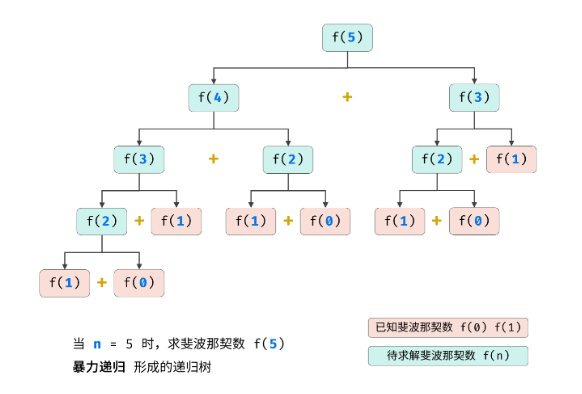 f(5)
f(4) + f(3)
f(3) + f(2) f(2) + f(1)
f(2) + f(1) f(1) + f(0) f(1) + f(0)
f(1) + f(0)
已知斐波那契数 f(0) f(1)
当 n = 5 时，求斐波那契数 f(5)
待求解斐波那契数 f(n)
暴力递归 形成的递归树